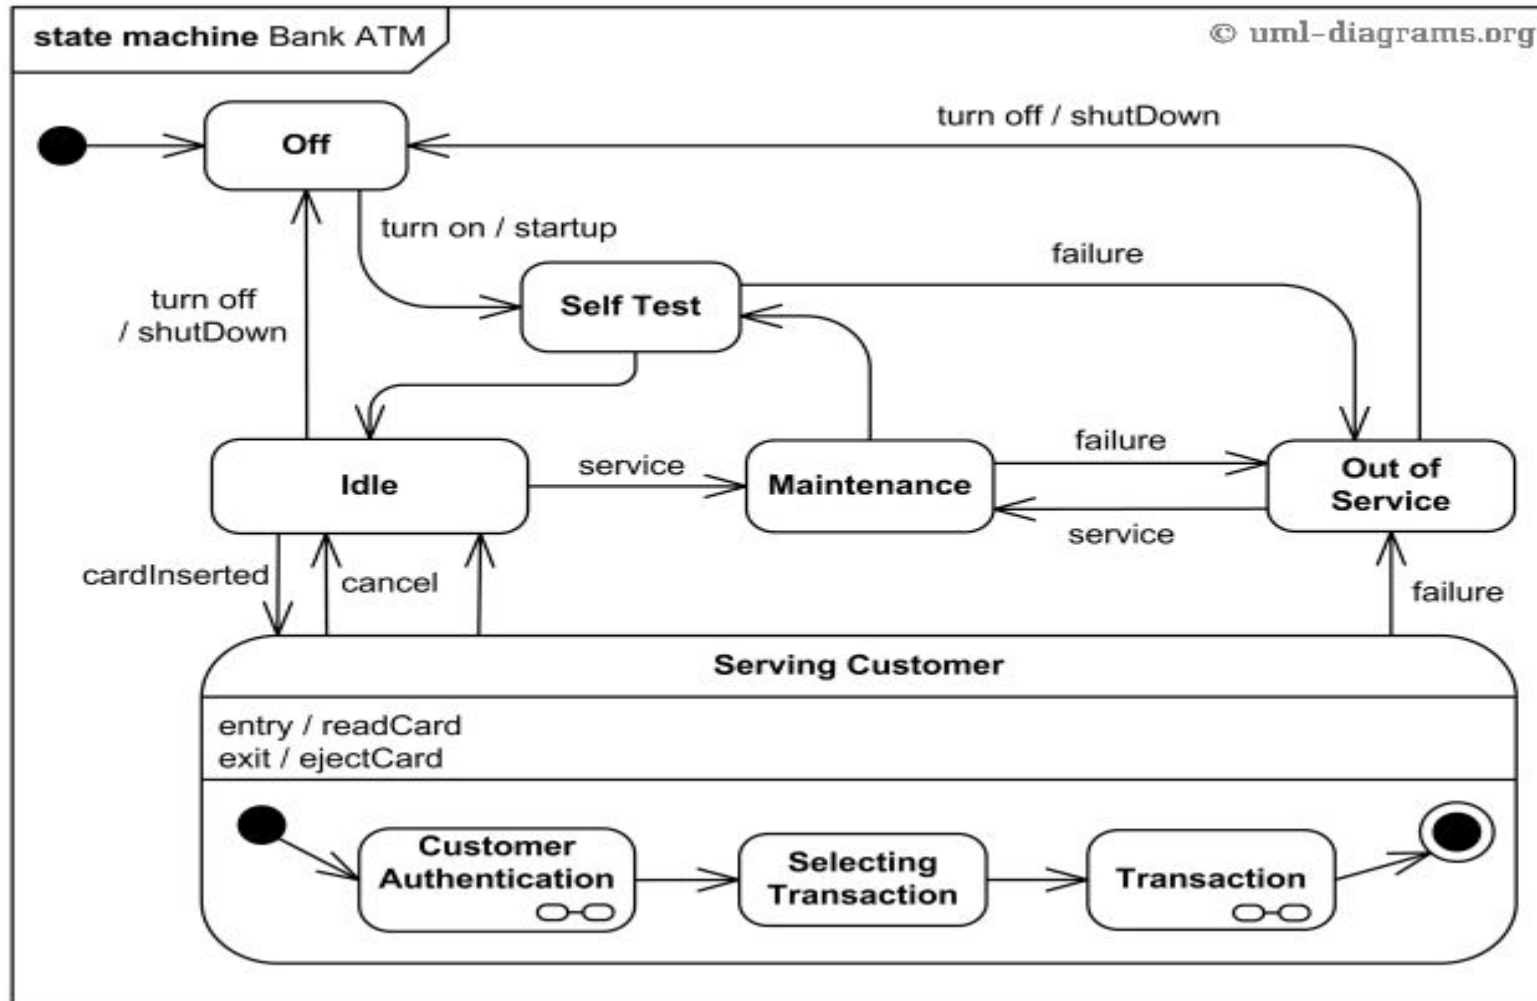 state machine Bank ATM
© uml-diagrams.org
turn off / shutDown
Off
turn on / startup
failure
turn off
/ shutDown
Self Test
Idle
service
Maintenance
failure
service
Out of
Service
cardInserted
cancel
failure
Serving Customer
entry / readCard
exit / ejectCard
Customer
Authentication
Selecting
Transaction
Transaction